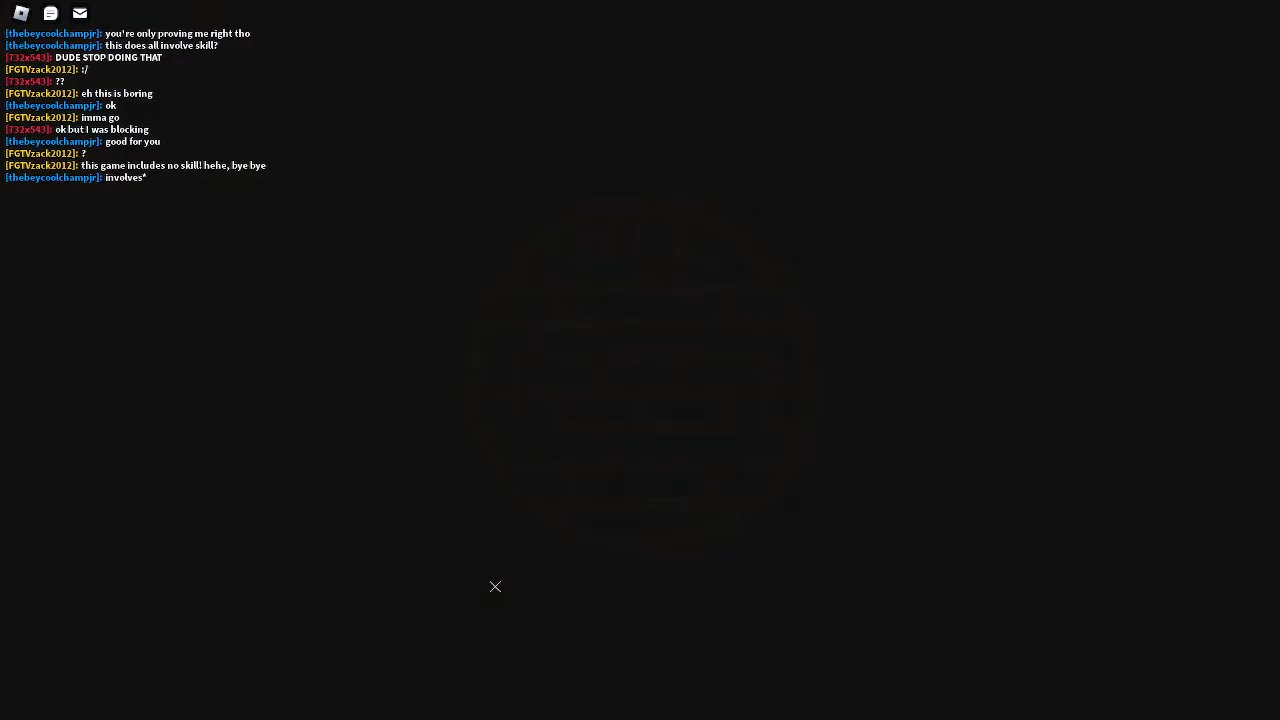 [thebeycoolchampjr]: you're only proving me right tho
[thebeycoolchampjr]: this does all involve skill?
[732x543]: DUDE STOP DOING THAT
[FGTVzack2012]: :/
[732x543]: ??
[FGTVzack2012]: eh this is boring
[thebeycoolchampjr]: ok
[FGTVzack2012]: imma go
[732x543]: ok but I was blocking
[thebeycoolchampjr]: good for you
[FGTVzack2012]: ?
[FGTVzack2012]: this game includes no skill! hehe, bye bye
[thebeycoolchampjr]: involves*